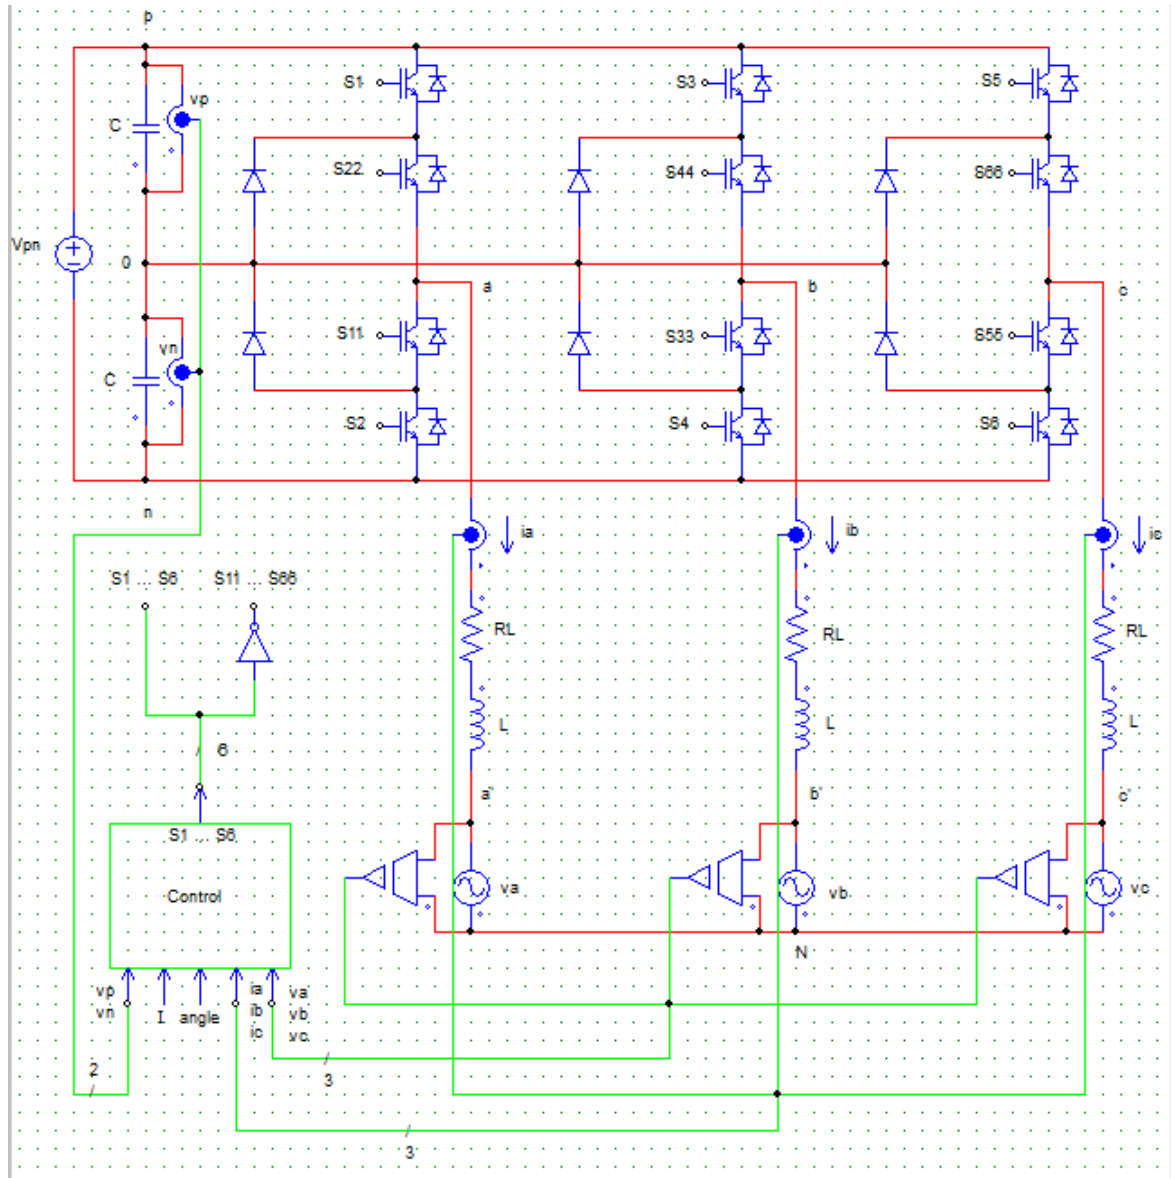 p
S1
S3
S5
vp
C
S22
S44
S66
Vpn
0
a
b
c
S11
S33
S55
vn
C
S2
S4
S6
n
ia
ib
ic
S1 ... S6
S11 ... S66
RL
RL
RL
L
L
L
6
a'
b'
c'
S1 ... S6
Control
va
vb
vc
N
vp
vn
I
angle
ia
ib
ic
va
vb
vc
2
3
3